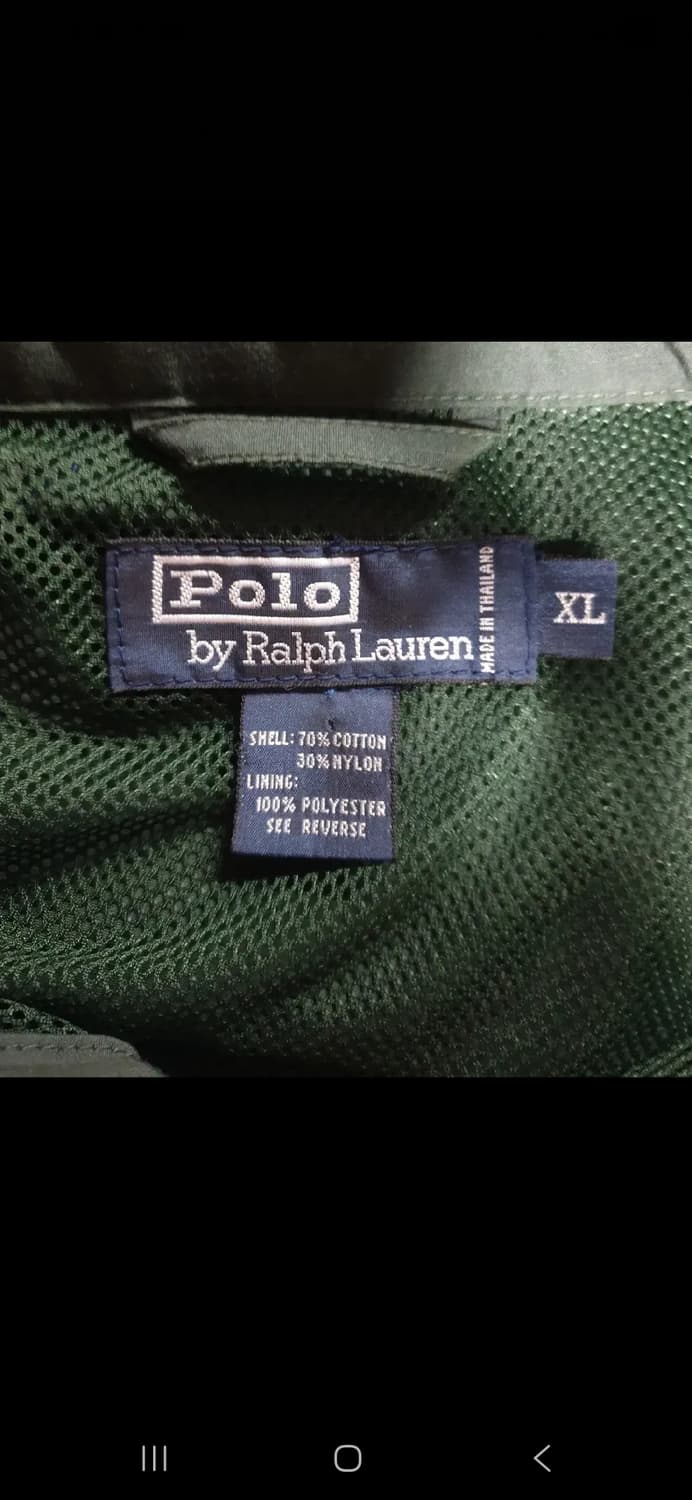 Polo
by Ralph Lauren
MADE IN THAILAND
XL
SHELL: 70% COTTON
30% NYLON
LINING:
100% POLYESTER
SEE REVERSE